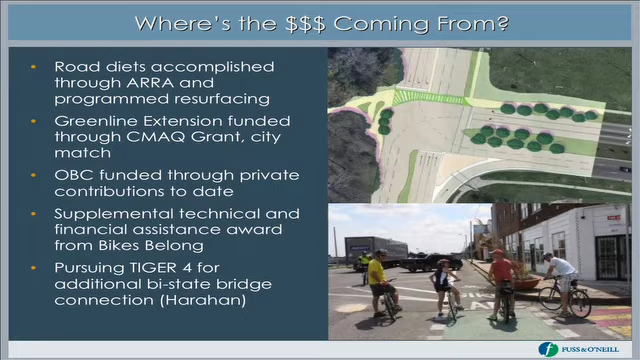 Where's the $$$ Coming From?
• Road diets accomplished
through ARRA and
programmed resurfacing
• Greenline Extension funded
through CMAQ Grant, city
match
• OBC funded through private
contributions to date
• Supplemental technical and
financial assistance award
from Bikes Belong
• Pursuing TIGER 4 for
additional bi-state bridge
connection (Harahan)
FUSS & O'NEILL